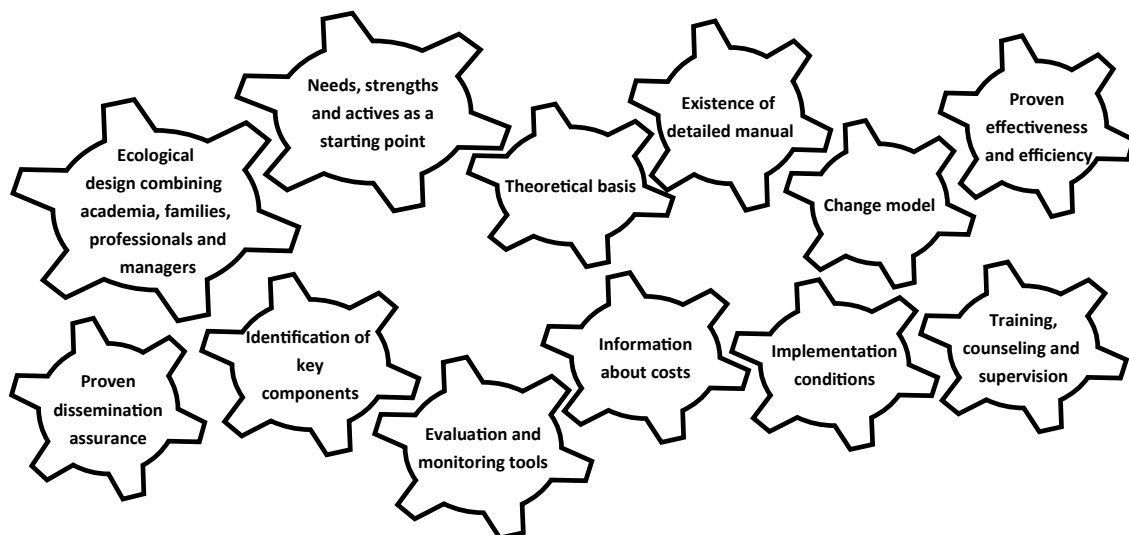 Needs, strengths
and actives as a
starting point
Existence of
detailed manual
Proven
effectiveness
and efficiency
Ecological
design combining
academia, families,
professionals and
managers
Theoretical basis
Change model
Identification of
key
components
Information
about costs
Implementation
conditions
Training,
counseling and
supervision
Proven
dissemination
assurance
Evaluation and
monitoring tools